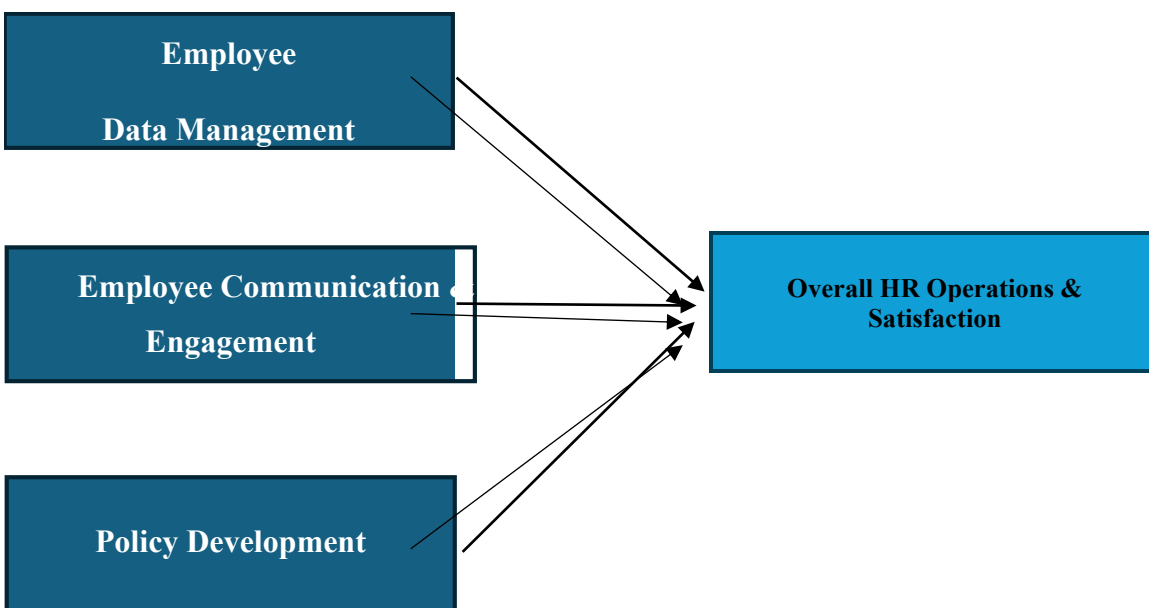 Employee
Data Management
Employee Communication &
Engagement
Policy Development
Overall HR Operations &
Satisfaction